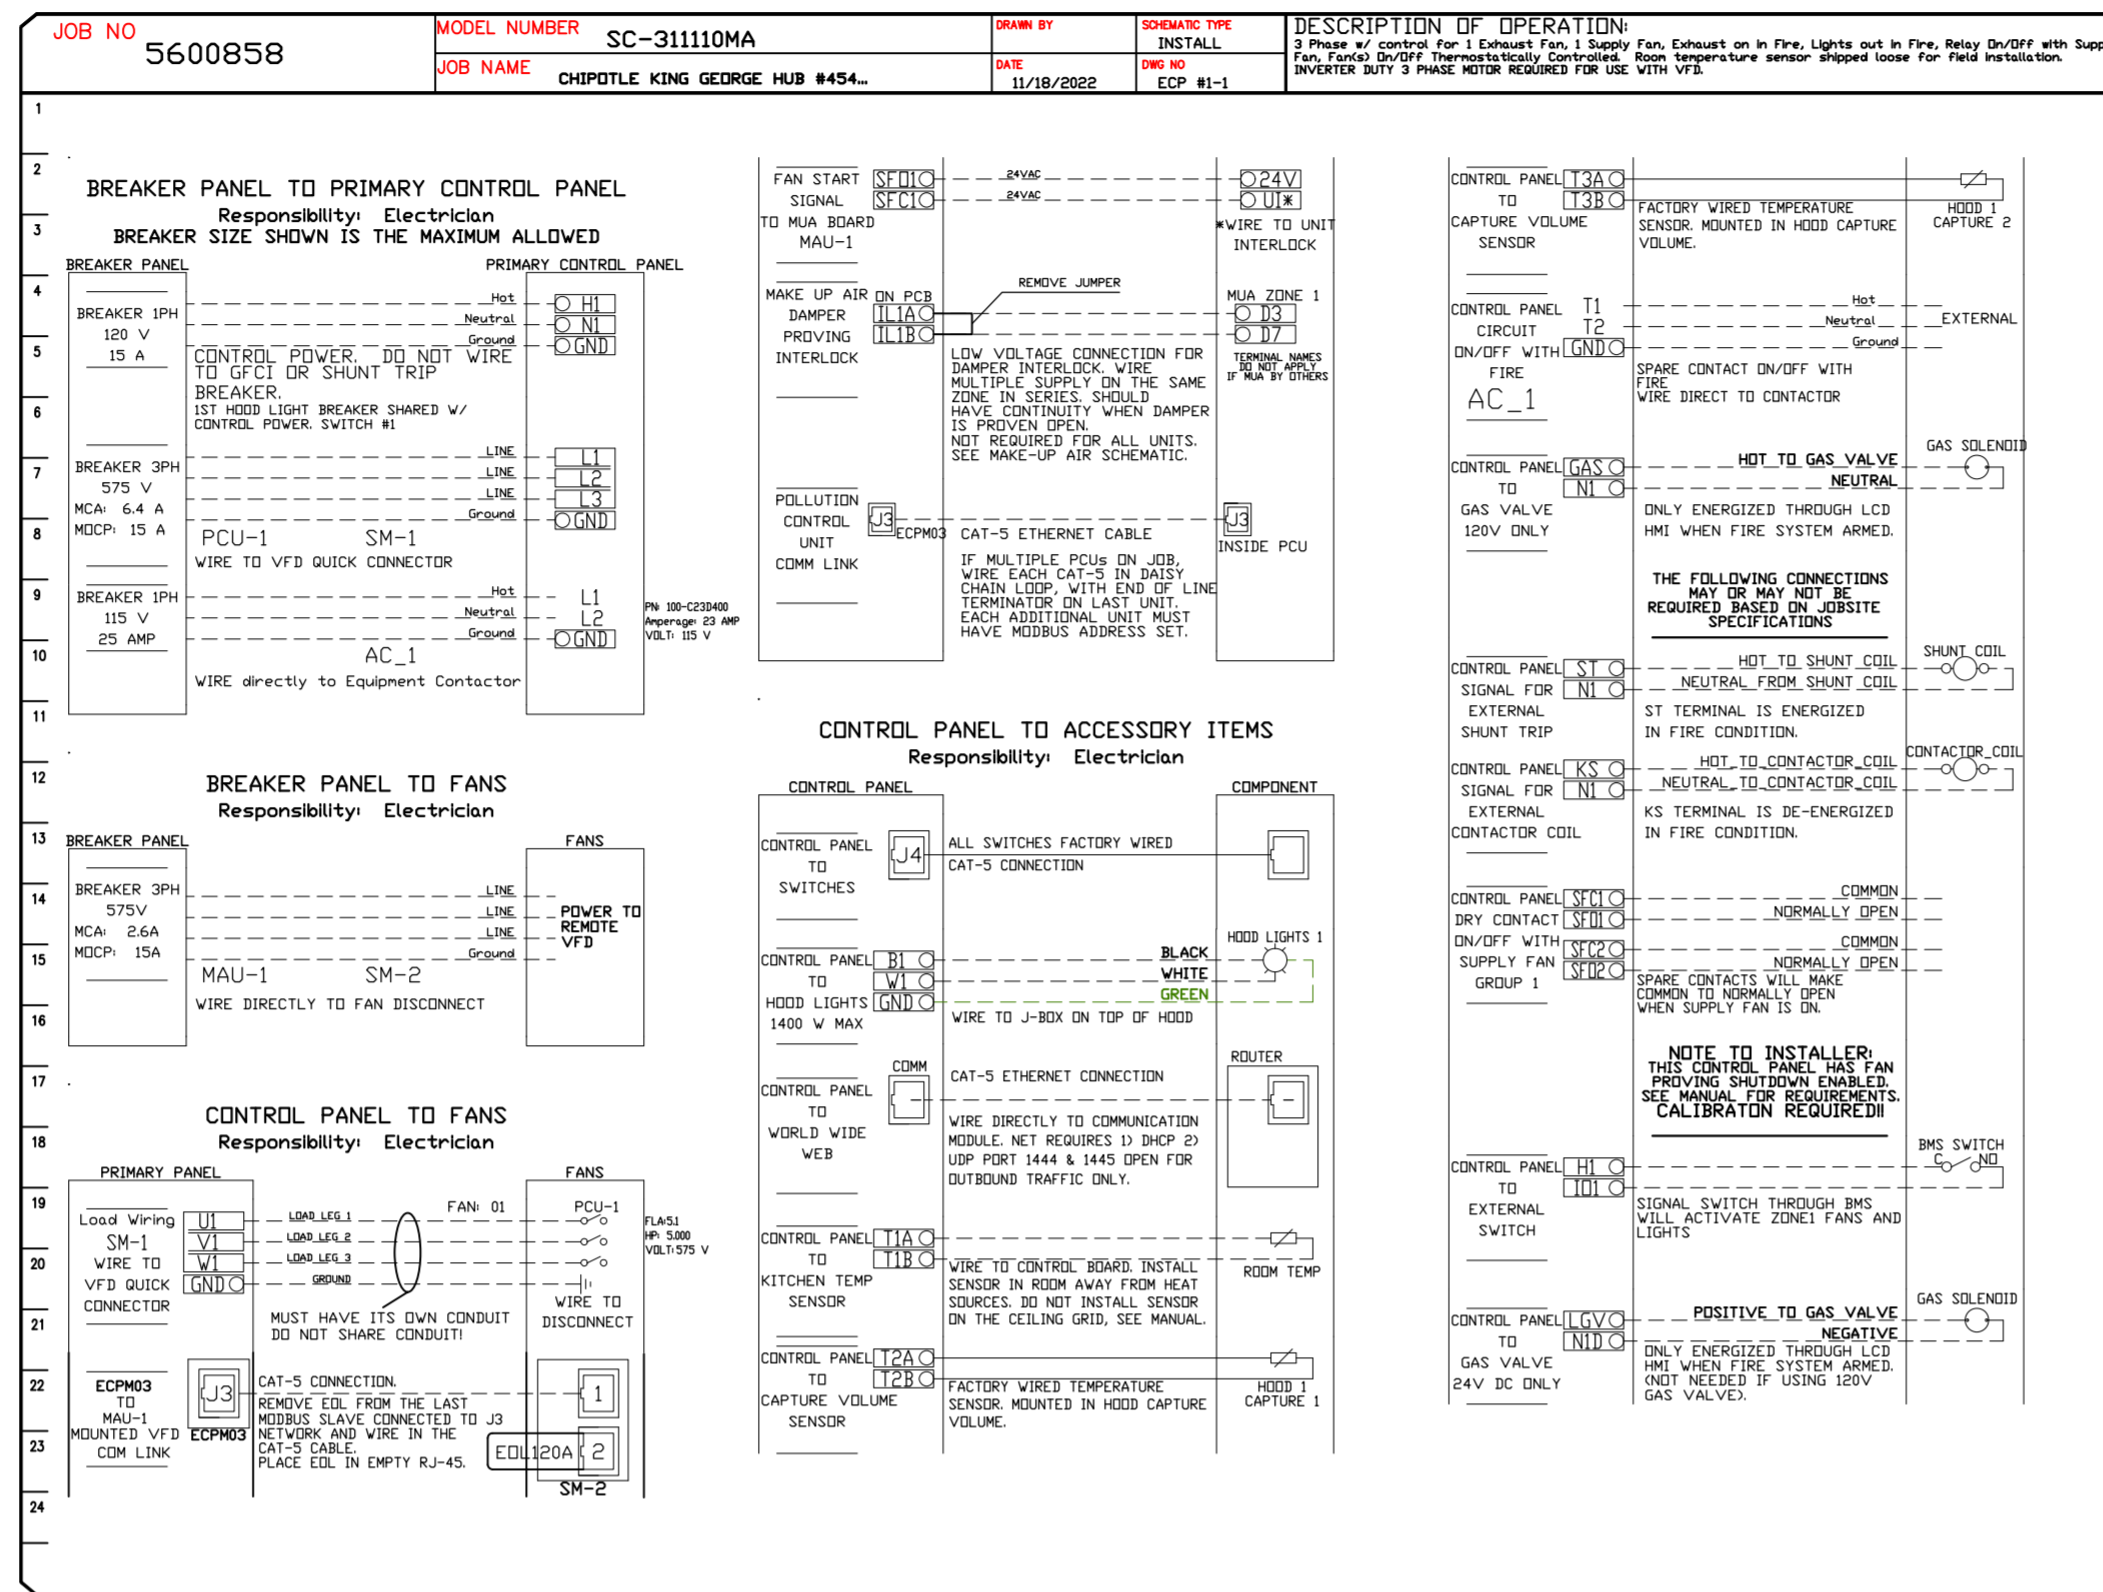 JOB NO
5600858
MODEL NUMBER SC-311110MA
JOB NAME CHIPOTLE KING GEORGE HUB #454...
DRAWN BY
DATE
11/18/2022
SCHEMATIC TYPE
INSTALL
DWG NO
ECP #1-1
DESCRIPTION OF OPERATION:
3 Phase w/ control for 1 Exhaust Fan, 1 Supply Fan, Exhaust on in Fire, Lights out in Fire, Relay On/Off with Supp
Fan, Fan(s) On/Off Thermostatically Controlled. Room temperature sensor shipped loose for field installation.
INVERTER DUTY 3 PHASE MOTOR REQUIRED FOR USE WITH VFD.
1
2
3
4
5
6
7
8
9
10
11
12
13
14
15
16
17
18
19
20
21
22
23
24
BREAKER PANEL TO PRIMARY CONTROL PANEL
Responsibility: Electrician
BREAKER SIZE SHOWN IS THE MAXIMUM ALLOWED
BREAKER PANEL
PRIMARY CONTROL PANEL
BREAKER 1PH
120 V
15 A
Hot H1
Neutral N1
Ground GND
CONTROL POWER. DO NOT WIRE
TO GFCI OR SHUNT TRIP
BREAKER.
1ST HOOD LIGHT BREAKER SHARED W/
CONTROL POWER. SWITCH #1
BREAKER 3PH
575 V
MCA: 6.4 A
MOCP: 15 A
LINE L1
LINE L2
LINE L3
Ground GND
PCU-1 SM-1
WIRE TO VFD QUICK CONNECTOR
BREAKER 1PH
115 V
25 AMP
Hot L1
Neutral L2
Ground GND
PN: 100-C23D400
Amperage: 23 AMP
VOLT: 115 V
AC_1
WIRE directly to Equipment Contactor
BREAKER PANEL TO FANS
Responsibility: Electrician
BREAKER PANEL
FANS
BREAKER 3PH
575V
MCA: 2.6A
MOCP: 15A
LINE
LINE
LINE
Ground
POWER TO
REMOTE
VFD
MAU-1 SM-2
WIRE DIRECTLY TO FAN DISCONNECT
CONTROL PANEL TO FANS
Responsibility: Electrician
PRIMARY PANEL
FANS
Load Wiring
SM-1
WIRE TO
VFD QUICK
CONNECTOR
U1 LOAD LEG 1
V1 LOAD LEG 2
W1 LOAD LEG 3
GND GROUND
FAN: 01
PCU-1
FLA:5.1
HP: 5.000
VOLT:575 V
WIRE TO
DISCONNECT
MUST HAVE ITS OWN CONDUIT
DO NOT SHARE CONDUIT!
ECPM03
TO
MAU-1
MOUNTED VFD
COM LINK
J3
ECPM03
CAT-5 CONNECTION.
REMOVE EOL FROM THE LAST
MODBUS SLAVE CONNECTED TO J3
NETWORK AND WIRE IN THE
CAT-5 CABLE.
PLACE EOL IN EMPTY RJ-45.
1
EOL120A 2
SM-2
FAN START
SIGNAL
TO MUA BOARD
MAU-1
SFO1 24VAC 24V
SFC1 24VAC UI*
*WIRE TO UNIT
INTERLOCK
MAKE UP AIR
DAMPER
PROVING
INTERLOCK
ON PCB
IL1A
IL1B
REMOVE JUMPER
MUA ZONE 1
D3
D7
TERMINAL NAMES
DO NOT APPLY
IF MUA BY OTHERS
LOW VOLTAGE CONNECTION FOR
DAMPER INTERLOCK. WIRE
MULTIPLE SUPPLY ON THE SAME
ZONE IN SERIES. SHOULD
HAVE CONTINUITY WHEN DAMPER
IS PROVEN OPEN.
NOT REQUIRED FOR ALL UNITS.
SEE MAKE-UP AIR SCHEMATIC.
POLLUTION
CONTROL
UNIT
COMM LINK
J3
ECPM03
CAT-5 ETHERNET CABLE
J3
INSIDE PCU
IF MULTIPLE PCUs ON JOB,
WIRE EACH CAT-5 IN DAISY
CHAIN LOOP, WITH END OF LINE
TERMINATOR ON LAST UNIT.
EACH ADDITIONAL UNIT MUST
HAVE MODBUS ADDRESS SET.
CONTROL PANEL TO ACCESSORY ITEMS
Responsibility: Electrician
CONTROL PANEL
COMPONENT
CONTROL PANEL
TO
SWITCHES
J4
ALL SWITCHES FACTORY WIRED
CAT-5 CONNECTION
CONTROL PANEL
TO
HOOD LIGHTS
1400 W MAX
B1 BLACK
W1 WHITE
GND GREEN
HOOD LIGHTS 1
WIRE TO J-BOX ON TOP OF HOOD
CONTROL PANEL
TO
WORLD WIDE
WEB
COMM
CAT-5 ETHERNET CONNECTION
ROUTER
WIRE DIRECTLY TO COMMUNICATION
MODULE. NET REQUIRES 1) DHCP 2)
UDP PORT 1444 & 1445 OPEN FOR
OUTBOUND TRAFFIC ONLY.
CONTROL PANEL
TO
KITCHEN TEMP
SENSOR
T1A
T1B
ROOM TEMP
WIRE TO CONTROL BOARD. INSTALL
SENSOR IN ROOM AWAY FROM HEAT
SOURCES. DO NOT INSTALL SENSOR
ON THE CEILING GRID, SEE MANUAL.
CONTROL PANEL
TO
CAPTURE VOLUME
SENSOR
T2A
T2B
HOOD 1
CAPTURE 1
FACTORY WIRED TEMPERATURE
SENSOR. MOUNTED IN HOOD CAPTURE
VOLUME.
CONTROL PANEL
TO
CAPTURE VOLUME
SENSOR
T3A
T3B
HOOD 1
CAPTURE 2
FACTORY WIRED TEMPERATURE
SENSOR. MOUNTED IN HOOD CAPTURE
VOLUME.
CONTROL PANEL
CIRCUIT
ON/OFF WITH
FIRE
AC_1
T1 Hot
T2 Neutral
GND Ground
EXTERNAL
SPARE CONTACT ON/OFF WITH
FIRE
WIRE DIRECT TO CONTACTOR
CONTROL PANEL
TO
GAS VALVE
120V ONLY
GAS HOT TO GAS VALVE
N1 NEUTRAL
GAS SOLENOID
ONLY ENERGIZED THROUGH LCD
HMI WHEN FIRE SYSTEM ARMED.
THE FOLLOWING CONNECTIONS
MAY OR MAY NOT BE
REQUIRED BASED ON JOBSITE
SPECIFICATIONS
CONTROL PANEL
SIGNAL FOR
EXTERNAL
SHUNT TRIP
ST HOT TO SHUNT COIL
N1 NEUTRAL FROM SHUNT COIL
SHUNT COIL
ST TERMINAL IS ENERGIZED
IN FIRE CONDITION.
CONTROL PANEL
SIGNAL FOR
EXTERNAL
CONTACTOR COIL
KS HOT_TO_CONTACTOR_COIL
N1 NEUTRAL_TO_CONTACTOR_COIL
CONTACTOR_COIL
KS TERMINAL IS DE-ENERGIZED
IN FIRE CONDITION.
CONTROL PANEL
DRY CONTACT
ON/OFF WITH
SUPPLY FAN
GROUP 1
SFC1 COMMON
SFO1 NORMALLY OPEN
SFC2 COMMON
SFO2 NORMALLY OPEN
SPARE CONTACTS WILL MAKE
COMMON TO NORMALLY OPEN
WHEN SUPPLY FAN IS ON.
NOTE TO INSTALLER:
THIS CONTROL PANEL HAS FAN
PROVING SHUTDOWN ENABLED.
SEE MANUAL FOR REQUIREMENTS.
CALIBRATON REQUIRED!!
CONTROL PANEL
TO
EXTERNAL
SWITCH
H1
IO1
BMS SWITCH
C NO
SIGNAL SWITCH THROUGH BMS
WILL ACTIVATE ZONE1 FANS AND
LIGHTS
CONTROL PANEL
TO
GAS VALVE
24V DC ONLY
LGV POSITIVE TO GAS VALVE
N1D NEGATIVE
GAS SOLENOID
ONLY ENERGIZED THROUGH LCD
HMI WHEN FIRE SYSTEM ARMED.
(NOT NEEDED IF USING 120V
GAS VALVE).